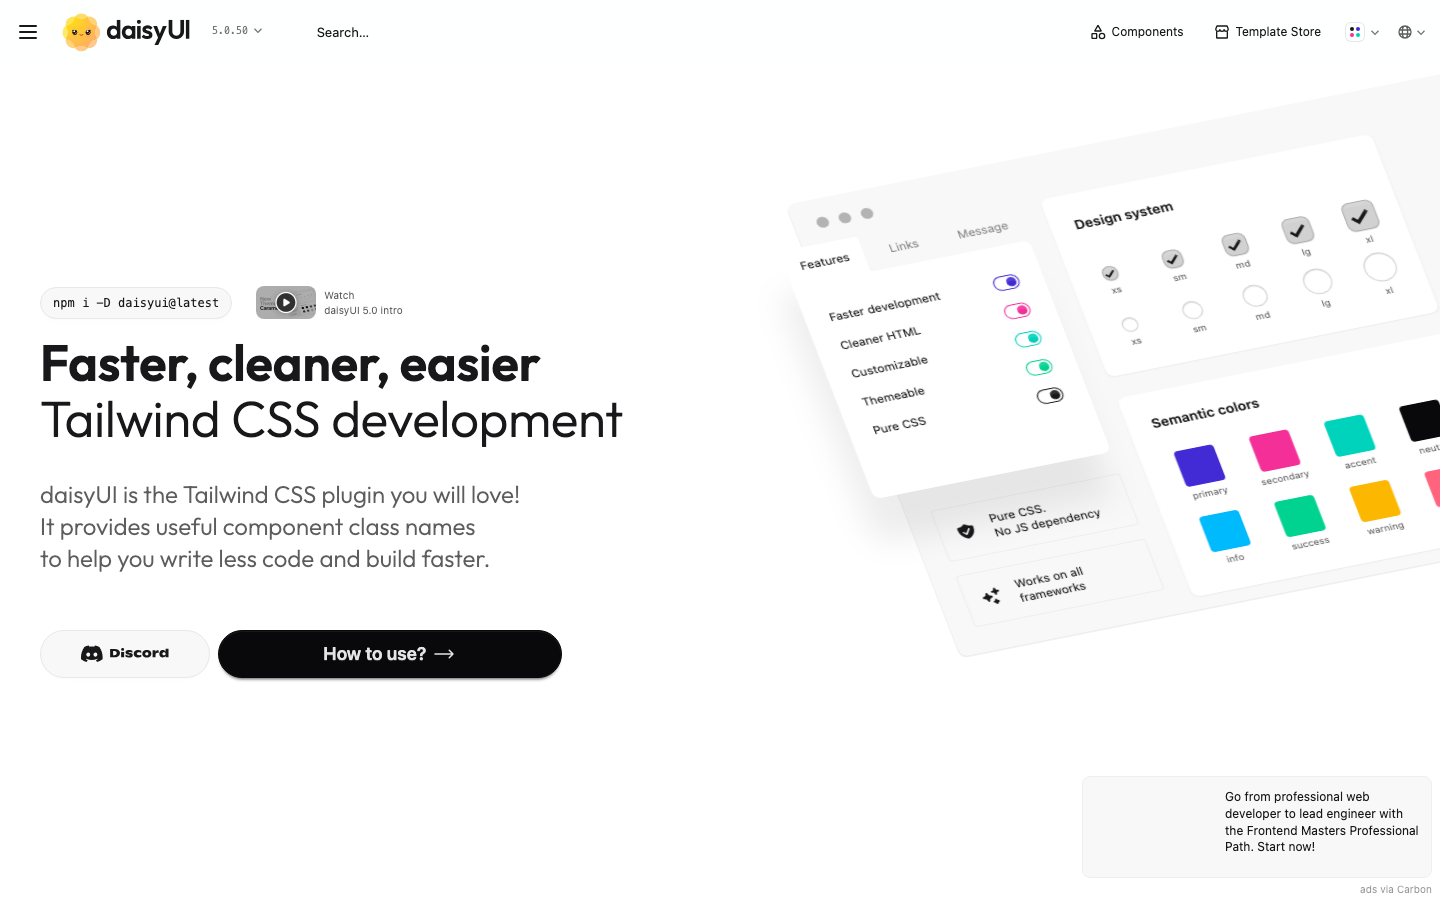 daisyUI
5.0.50
Search...
Components
Template Store
npm i -D daisyui@latest
Watch
daisyUI 5.0 intro
Faster, cleaner, easier
Tailwind CSS development
daisyUI is the Tailwind CSS plugin you will love!
It provides useful component class names
to help you write less code and build faster.
Discord
How to use?
Features
Links
Message
Faster development
Cleaner HTML
Customizable
Themeable
Pure CSS
Pure CSS.
No JS dependency
Works on all
frameworks
Design system
xs
sm
md
lg
xl
xs
sm
md
lg
xl
Semantic colors
primary
secondary
accent
neut
info
success
warning
Go from professional web
developer to lead engineer with
the Frontend Masters Professional
Path. Start now!
ads via Carbon